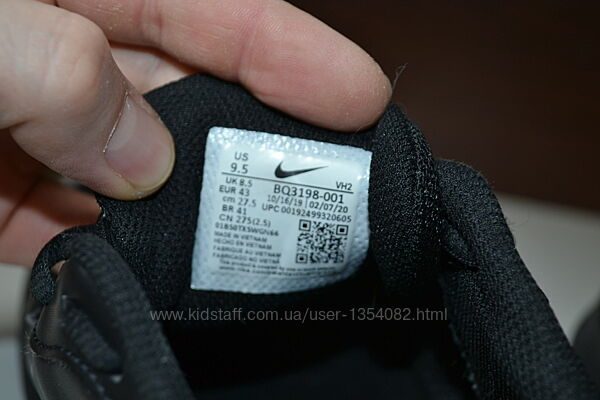 US
9.5
UK 8.5
EUR 43
cm 27.5
BR 41
CN 275(2.5)
VH2
BQ3198-001
10/16/19 | 02/07/20
UPC 00192499320605
MADE IN VIETNAM
HECHO EN VIETNAM
FABRIQUÉ AU VIETNAM
FABRICADO NO VIETNAM
www.kidstaff.com.ua/user-1354082.html